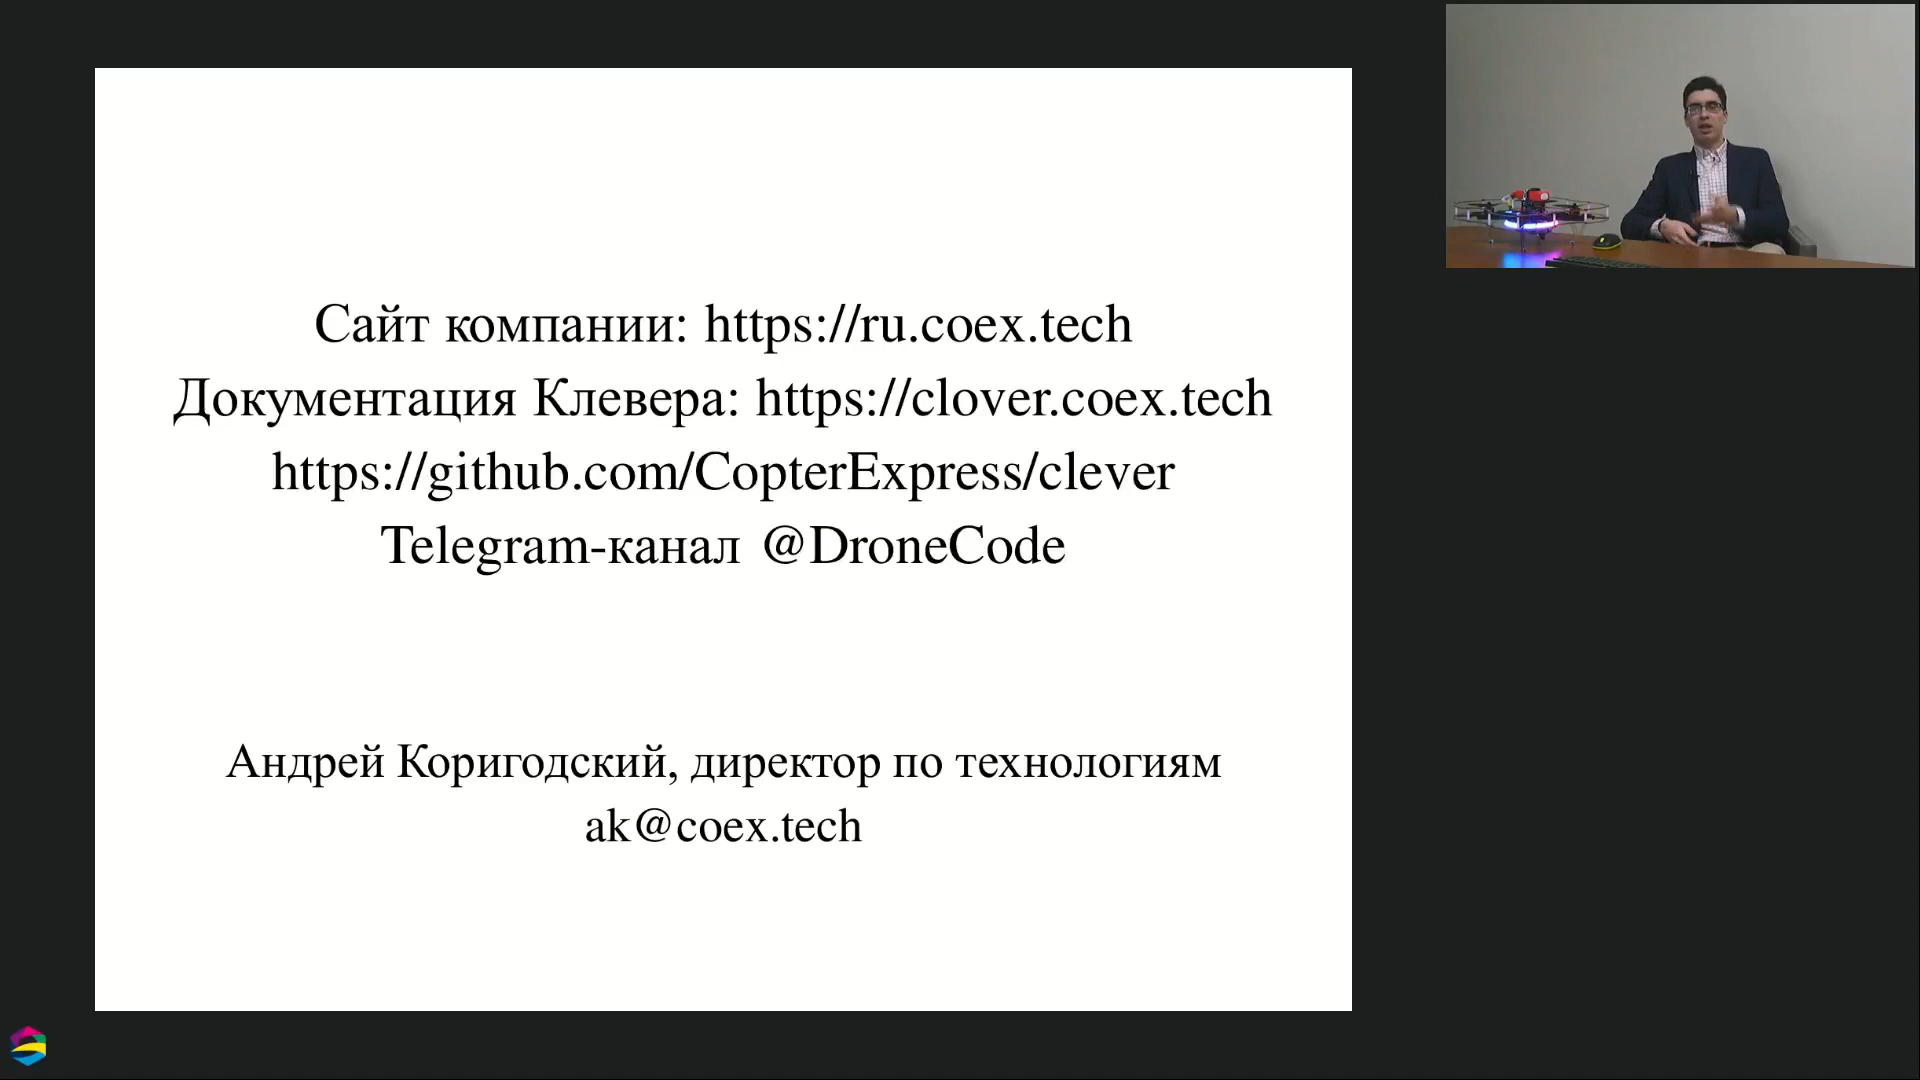 Сайт компании: https://ru.coex.tech
Документация Клевера: https://clover.coex.tech
https://github.com/CopterExpress/clever
Telegram-канал @DroneCode
Андрей Коригодский, директор по технологиям
ak@coex.tech